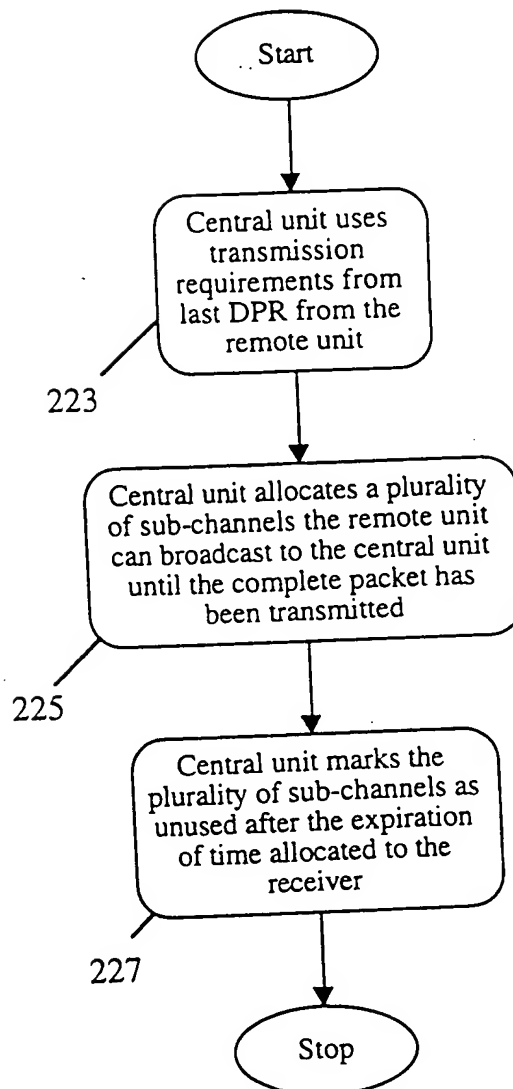 Start
Central unit uses
transmission
requirements from
last DPR from the
remote unit
223
Central unit allocates a plurality
of sub-channels the remote unit
can broadcast to the central unit
until the complete packet has
been transmitted
225
Central unit marks the
plurality of sub-channels as
unused after the expiration
of time allocated to the
receiver
227
Stop